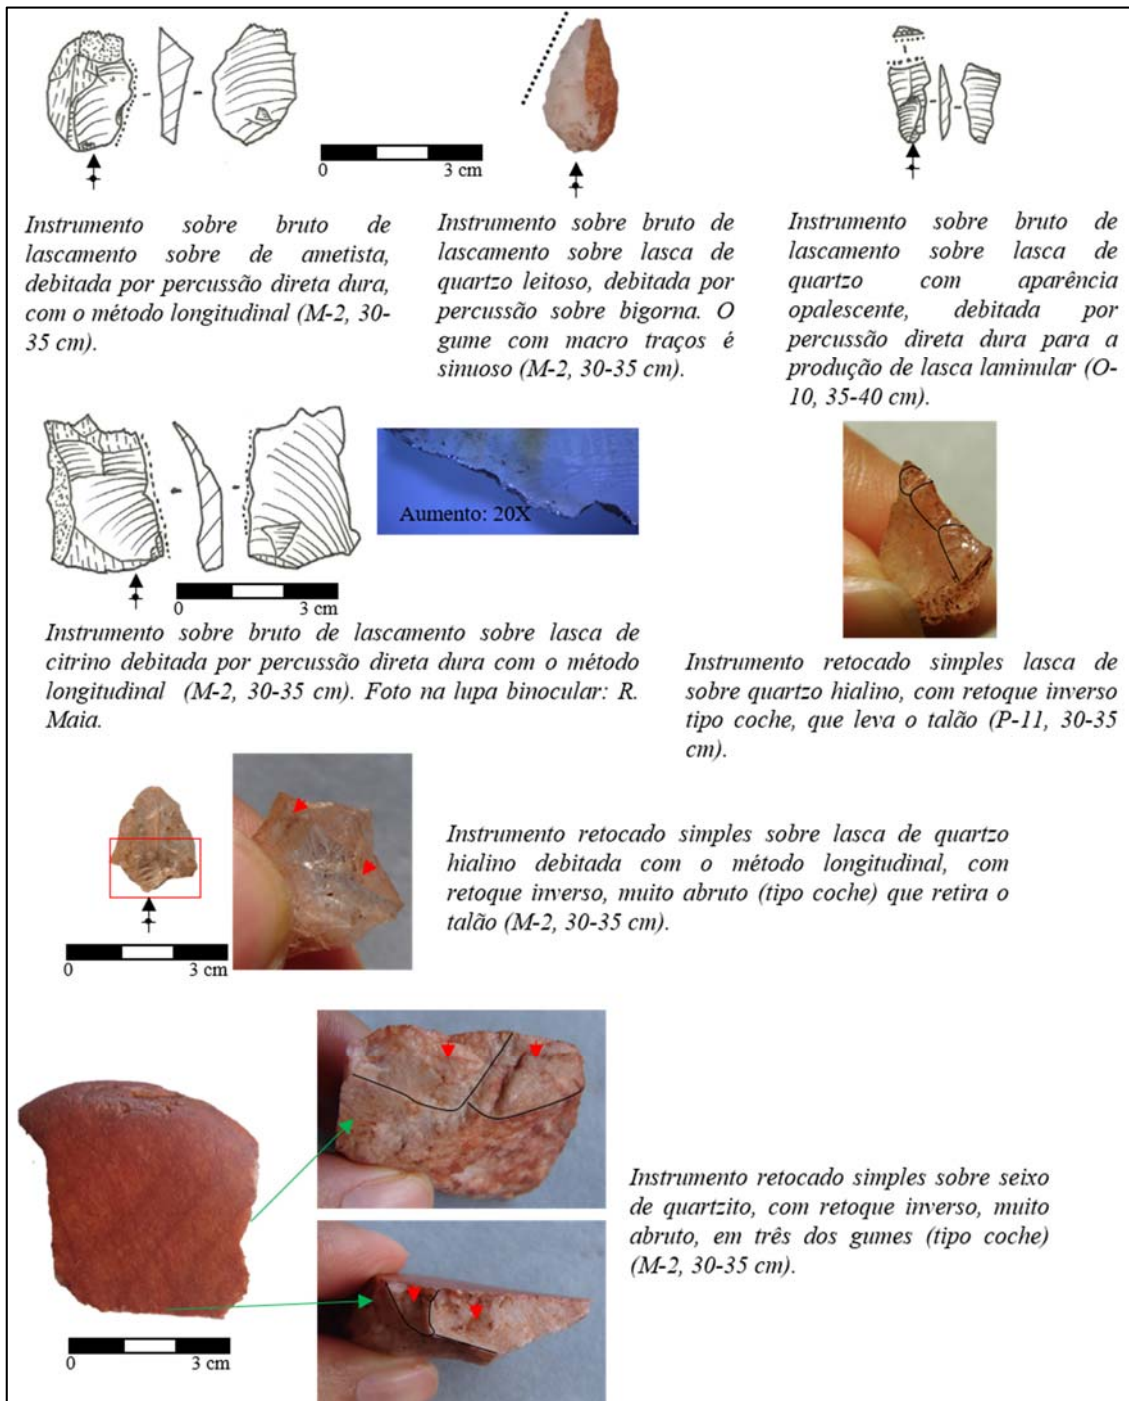 0
3 cm
Instrumento sobre bruto de
lascamento sobre de ametista,
debitada por percussão direta dura,
com o método longitudinal (M-2, 30-
35 cm).
Instrumento sobre bruto de
lascamento sobre lasca de
quartzo leitoso, debitada por
percussão sobre bigorna. O
gume com macro traços é
sinuoso (M-2, 30-35 cm).
Instrumento sobre bruto de
lascamento sobre lasca de
quartzo com aparência
opalescente, debitada por
percussão direta dura para a
produção de lasca laminular (O-
10, 35-40 cm).
Aumento: 20X
0
3 cm
Instrumento sobre bruto de lascamento sobre lasca de
citrino debitada por percussão direta dura com o método
longitudinal (M-2, 30-35 cm). Foto na lupa binocular: R.
Maia.
Instrumento retocado simples lasca de
sobre quartzo hialino, com retoque inverso
tipo coche, que leva o talão (P-11, 30-35
cm).
0
3 cm
Instrumento retocado simples sobre lasca de quartzo
hialino debitada com o método longitudinal, com
retoque inverso, muito abruto (tipo coche) que retira o
talão (M-2, 30-35 cm).
0
3 cm
Instrumento retocado simples sobre seixo
de quartzito, com retoque inverso, muito
abruto, em três dos gumes (tipo coche)
(M-2, 30-35 cm).